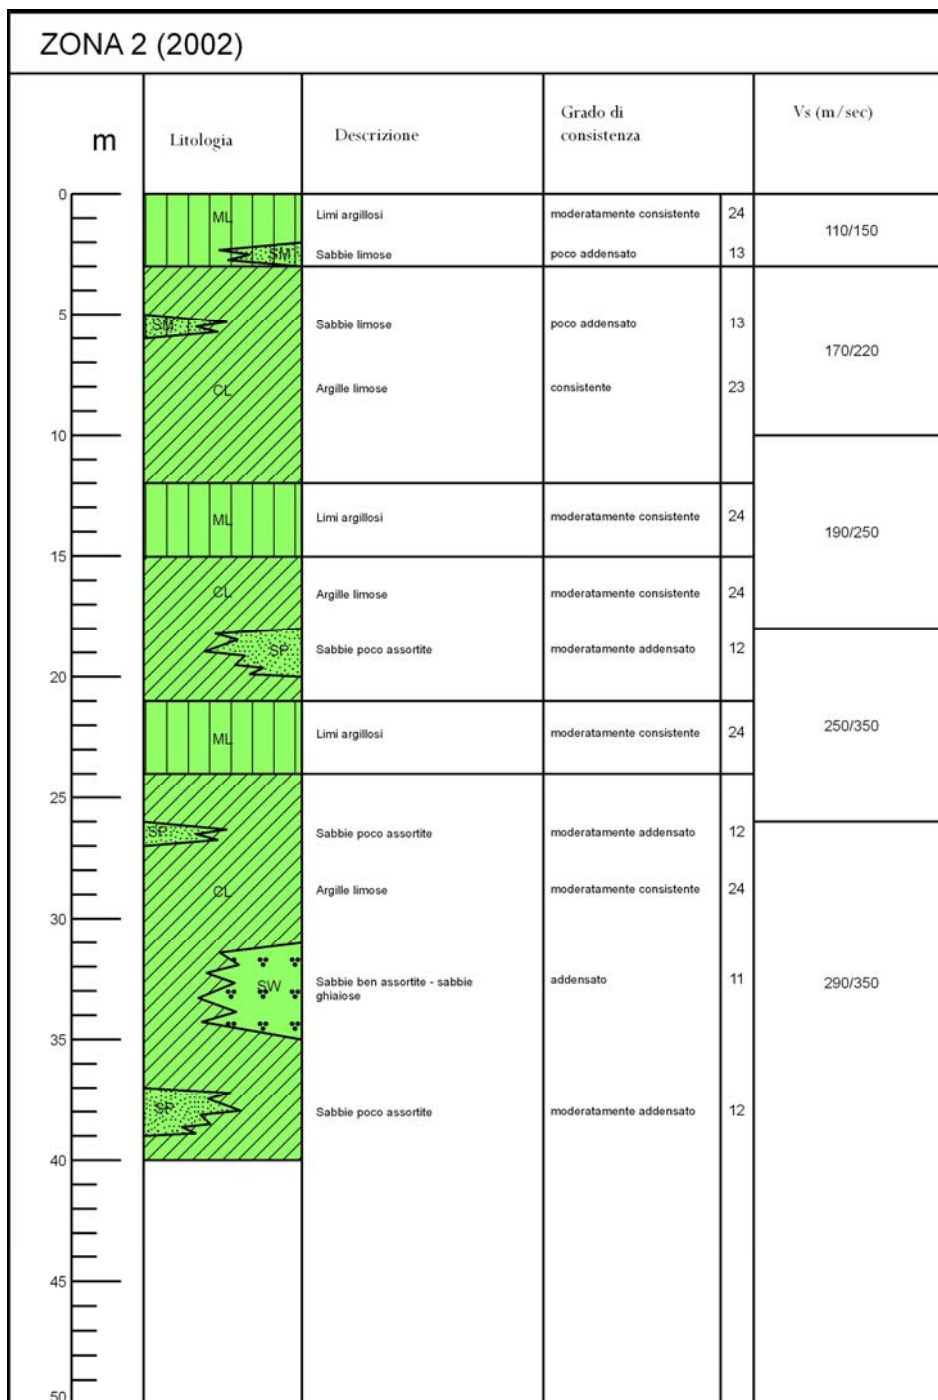 ZONA 2 (2002)
m
Litologia
Descrizione
Grado di
consistenza
Vs (m/sec)
0
ML
Limi argillosi
moderatamente consistente
24
110/150
SM
Sabbie limose
poco addensato
13
5
SM
Sabbie limose
poco addensato
13
170/220
CL
Argille limose
consistente
23
10
ML
Limi argillosi
moderatamente consistente
24
190/250
15
CL
Argille limose
moderatamente consistente
24
SP
Sabbie poco assortite
moderatamente addensato
12
20
ML
Limi argillosi
moderatamente consistente
24
250/350
25
SP
Sabbie poco assortite
moderatamente addensato
12
CL
Argille limose
moderatamente consistente
24
30
SW
Sabbie ben assortite - sabbie
ghiaiose
addensato
11
290/350
35
SP
Sabbie poco assortite
moderatamente addensato
12
40
45
50